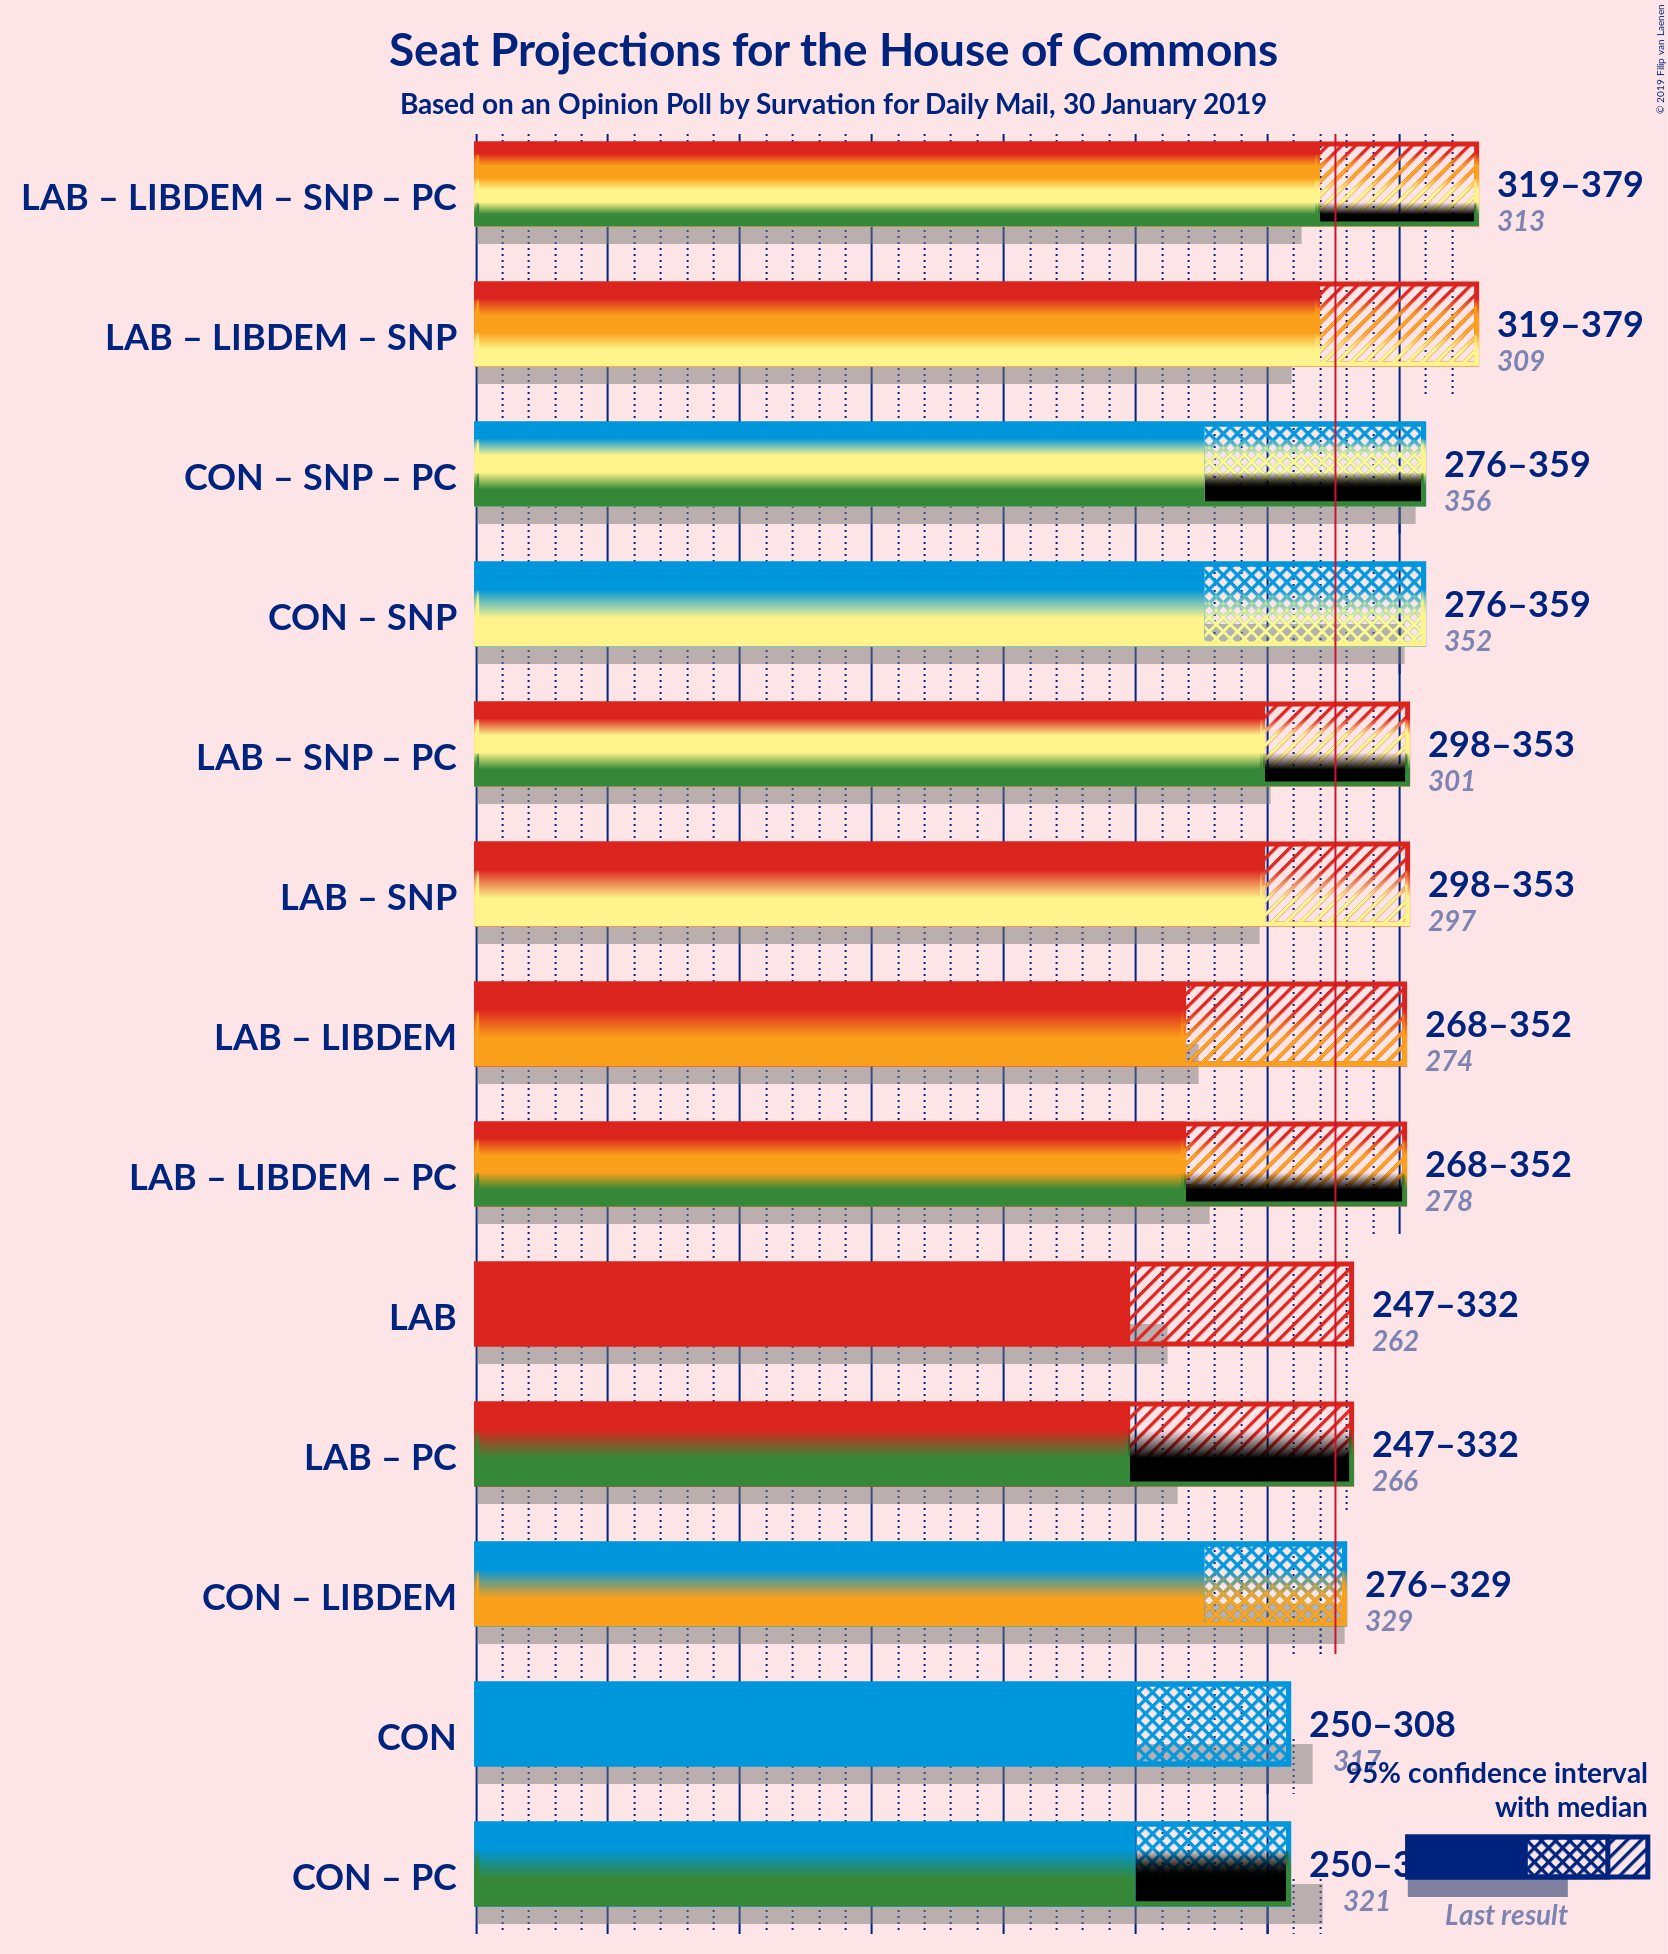 Seat Projections for the House of Commons
Based on an Opinion Poll by Survation for Daily Mail, 30 January 2019
© 2019 Filip van Laenen
LAB – LIBDEM – SNP – PC
319–379
313
LAB – LIBDEM – SNP
319–379
309
CON – SNP – PC
276–359
356
CON – SNP
276–359
352
LAB – SNP – PC
298–353
301
LAB – SNP
298–353
297
LAB – LIBDEM
268–352
274
LAB – LIBDEM – PC
268–352
278
LAB
247–332
262
LAB – PC
247–332
266
CON – LIBDEM
276–329
329
CON
250–308
317
95% confidence interval
with median
CON – PC
250–3
321
Last result